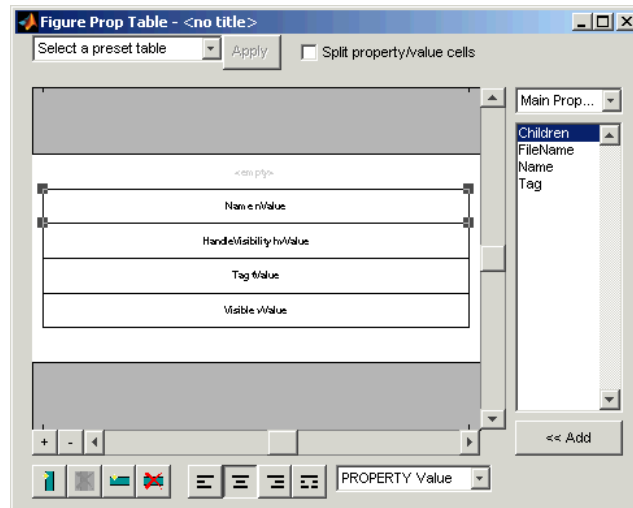 Figure Prop Table - <no title>
Select a preset table
Apply
Split property/value cells
Main Prop...
Children
FileName
Name
Tag
<empty>
Name nValue
HandleVisibility hvValue
Tag tValue
Visible vValue
+ -
<< Add
PROPERTY Value